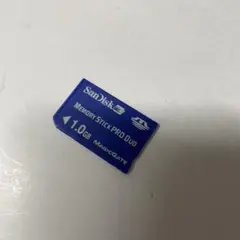 SanDisk
MEMORY STICK PRO DUO
1.0GB
MAGICGATE